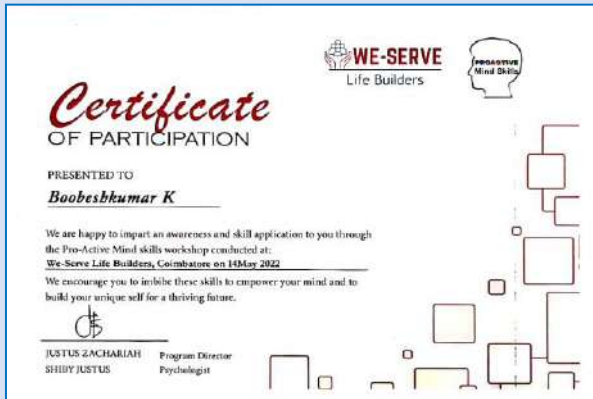 WE-SERVE
Life Builders
PROACTIVE
Mind Skills
Certificate
OF PARTICIPATION
PRESENTED TO
Boobeshkumar K
We are happy to impart an awareness and skill application to you through
the Pro-Active Mind skills workshop conducted at:
We-Serve Life Builders, Coimbatore on 14May 2022
We encourage you to imbibe these skills to empower your mind and to
build your unique self for a thriving future.
JUSTUS ZACHARIAH Program Director
SHIBY JUSTUS Psychologist